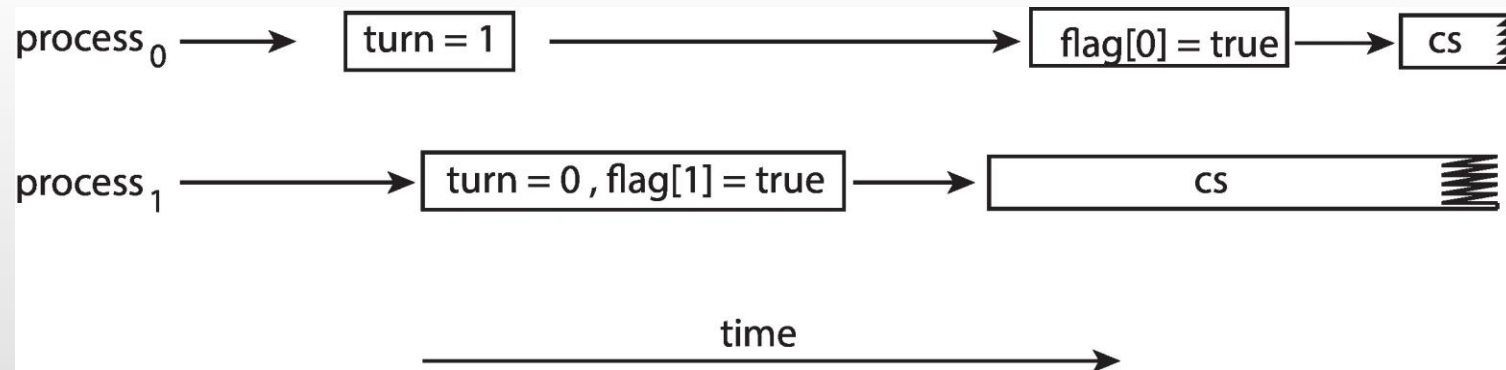 process0 turn = 1 flag[0] = true cs
process1 turn = 0 , flag[1] = true cs
time